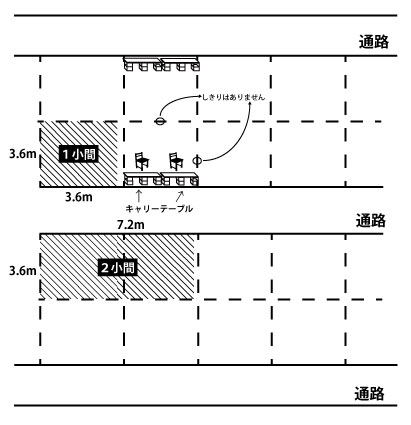 通路
しきりはありません
3.6m
1小間
3.6m
キャリーテーブル
通路
7.2m
3.6m
2小間
通路